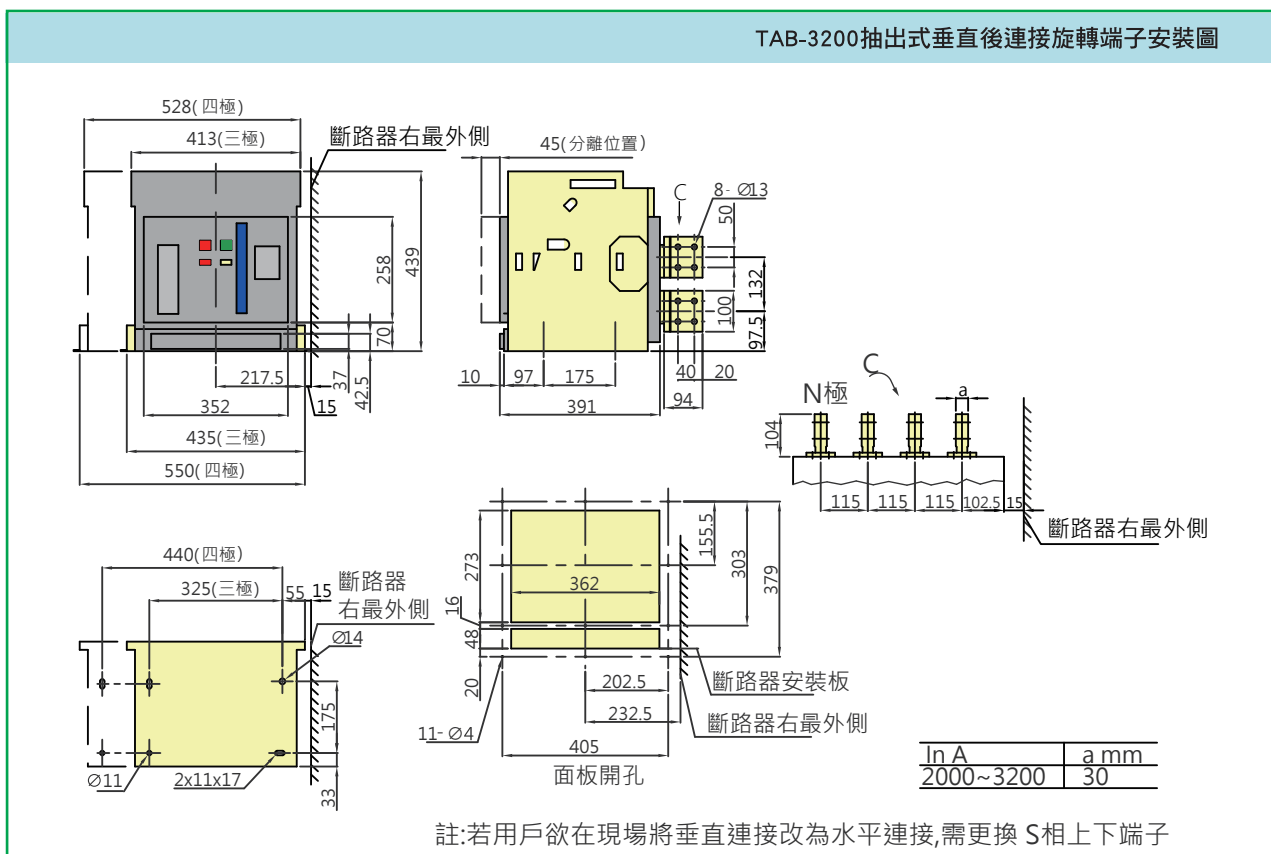 TAB-3200抽出式垂直後連接旋轉端子安裝圖
528(四極)
413(三極)
斷路器右最外側
258
439
70
217.5
37
42.5
15
352
435(三極)
550(四極)
45(分離位置)
C
8-Ø13
50
132
100
97.5
10
97
175
40
20
391
94
N極
C
a
104
115
115
115
102.5
15
斷路器右最外側
440(四極)
325(三極)
55
15
斷路器
右最外側
Ø14
175
33
Ø11
2x11x17
273
362
16
48
20
155.5
303
379
202.5
232.5
斷路器安裝板
斷路器右最外側
11-Ø4
405
面板開孔
In A a mm
2000~3200 30
註:若用戶欲在現場將垂直連接改為水平連接,需更換 S相上下端子